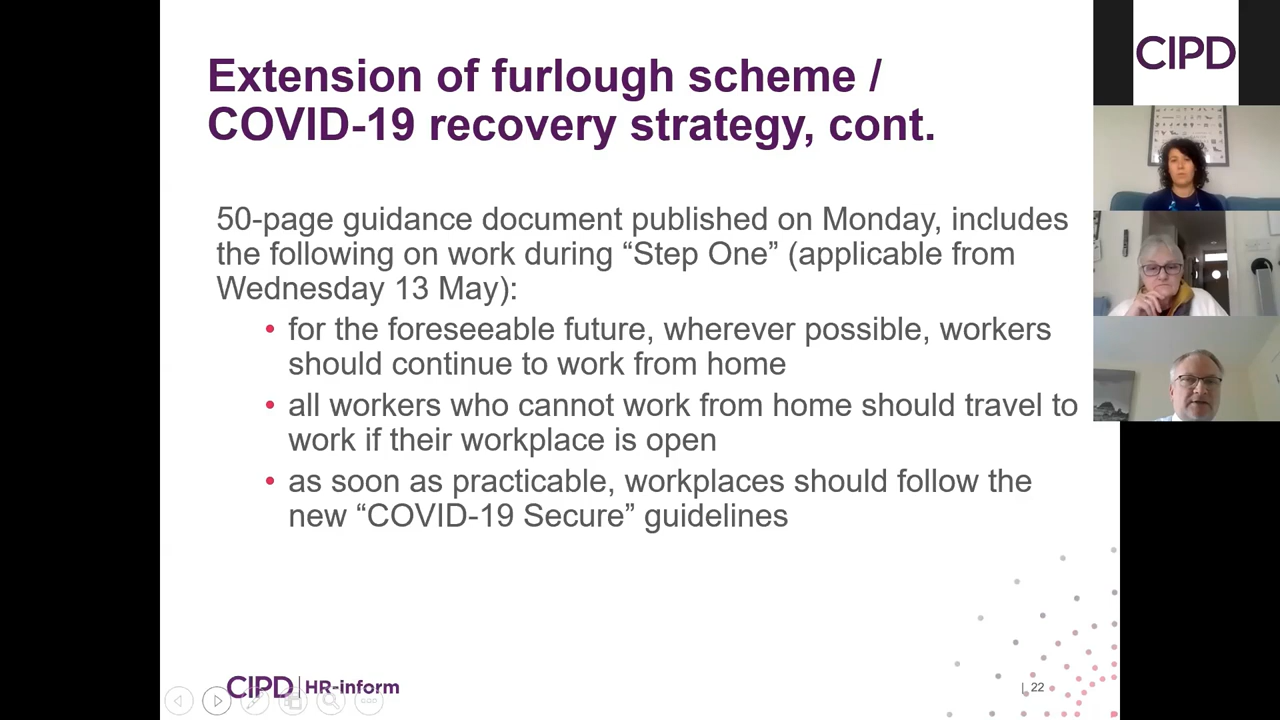 Extension of furlough scheme /
COVID-19 recovery strategy, cont.
50-page guidance document published on Monday, includes
the following on work during “Step One” (applicable from
Wednesday 13 May):
• for the foreseeable future, wherever possible, workers
should continue to work from home
• all workers who cannot work from home should travel to
work if their workplace is open
• as soon as practicable, workplaces should follow the
new “COVID-19 Secure” guidelines
CIPD | HR-inform
| 22
CIPD